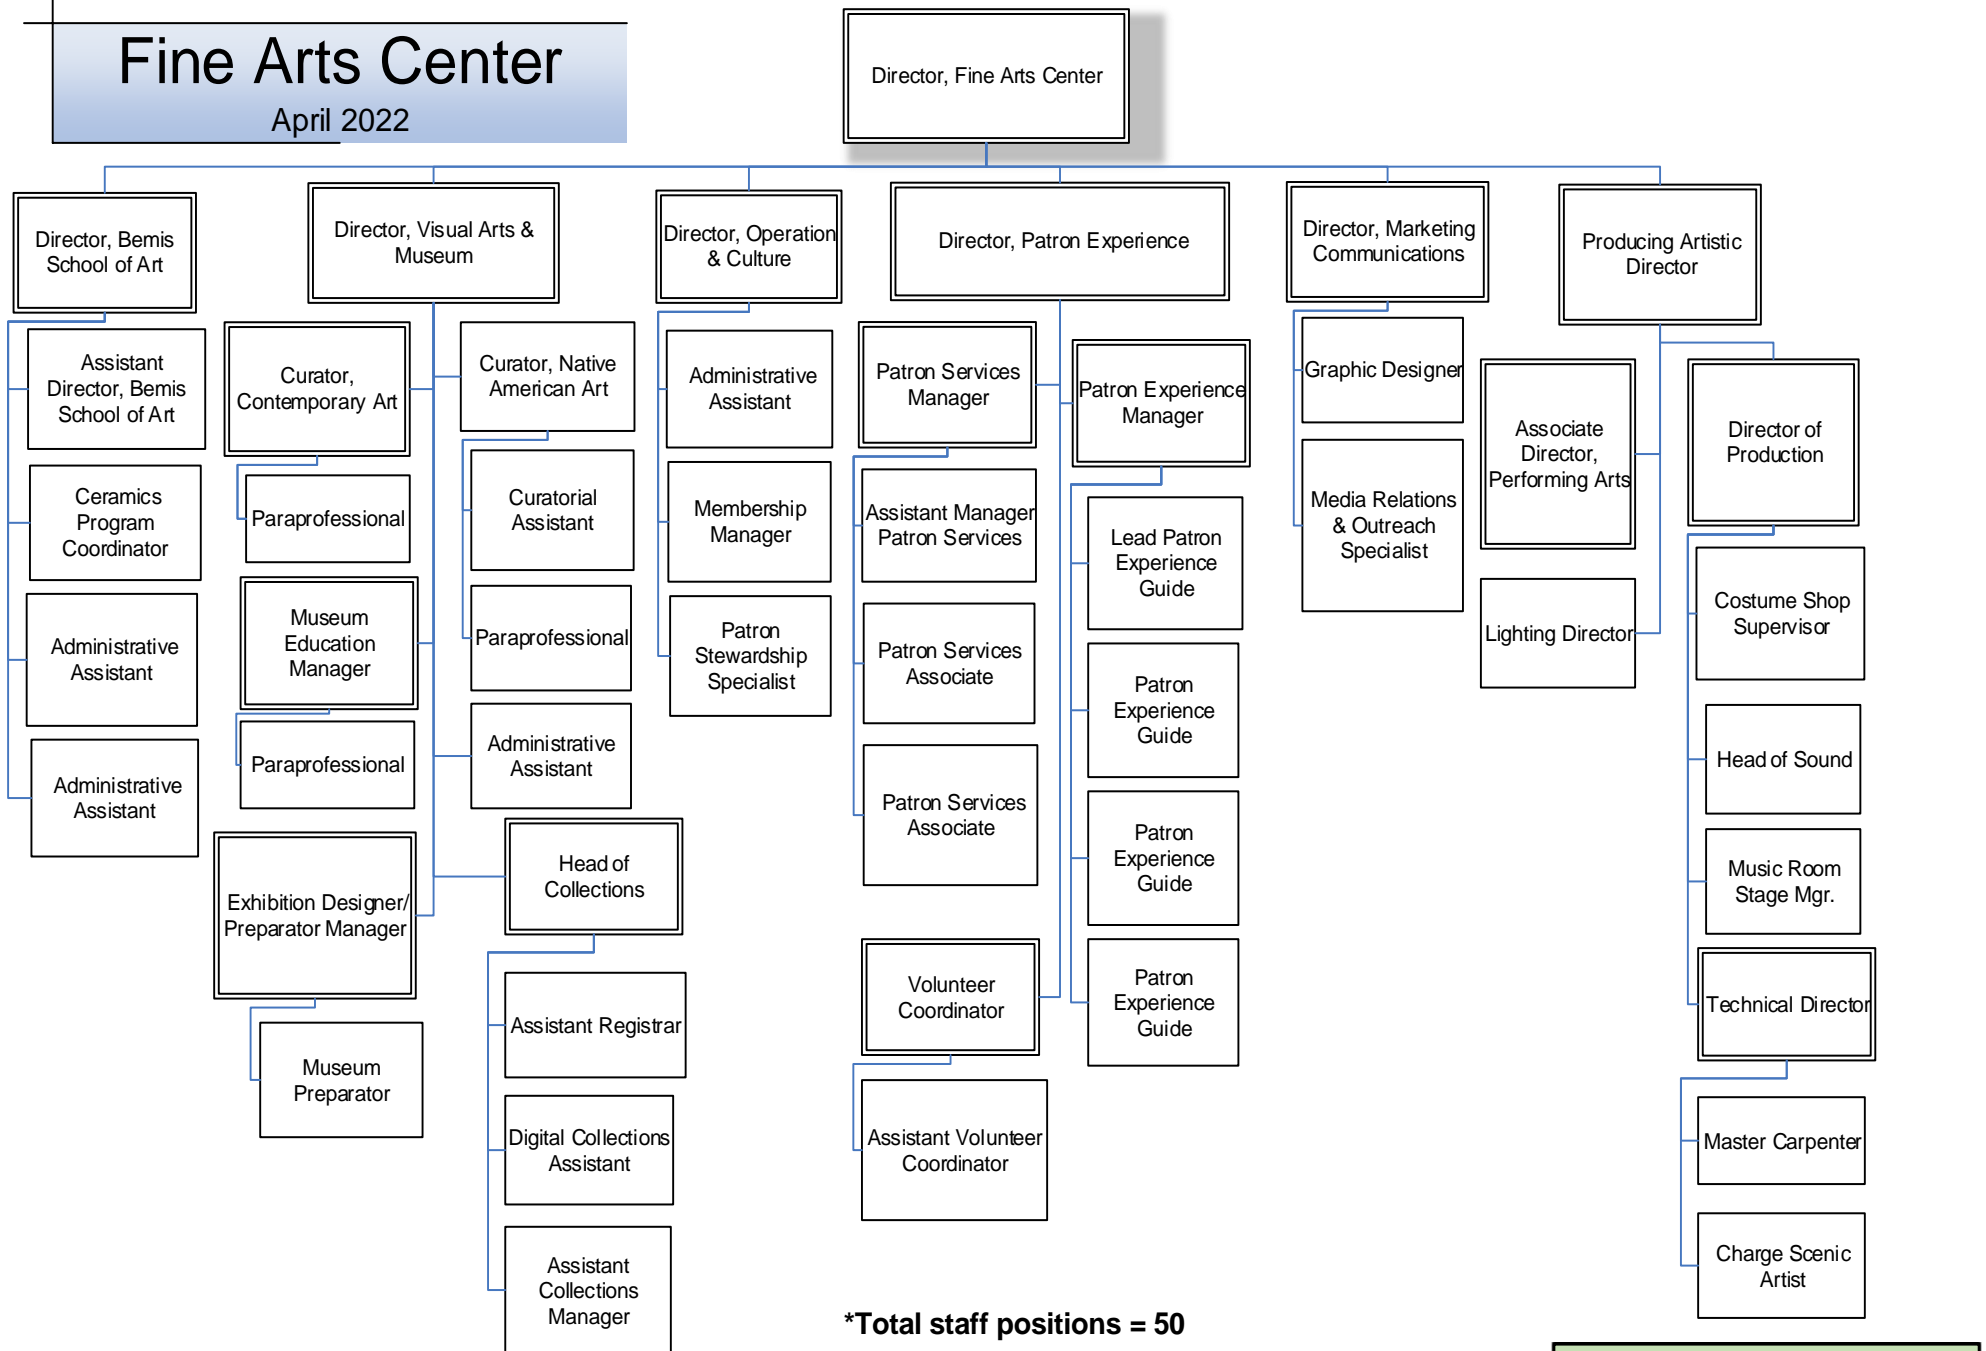 Fine Arts Center
April 2022
Director, Fine Arts Center
Director, Bemis
School of Art
Director, Visual Arts &
Museum
Director, Operation
& Culture
Director, Patron Experience
Director, Marketing
Communications
Producing Artistic
Director
Assistant
Director, Bemis
School of Art
Ceramics
Program
Coordinator
Administrative
Assistant
Administrative
Assistant
Curator,
Contemporary Art
Paraprofessional
Museum
Education
Manager
Paraprofessional
Exhibition Designer/
Preparator Manager
Museum
Preparator
Curator, Native
American Art
Curatorial
Assistant
Paraprofessional
Administrative
Assistant
Head of
Collections
Assistant Registrar
Digital Collections
Assistant
Assistant
Collections
Manager
Administrative
Assistant
Membership
Manager
Patron
Stewardship
Specialist
Patron Services
Manager
Assistant Manager
Patron Services
Patron Services
Associate
Patron Services
Associate
Volunteer
Coordinator
Assistant Volunteer
Coordinator
Patron Experience
Manager
Lead Patron
Experience
Guide
Patron
Experience
Guide
Patron
Experience
Guide
Patron
Experience
Guide
Graphic Designer
Media Relations
& Outreach
Specialist
Associate
Director,
Performing Arts
Lighting Director
Director of
Production
Costume Shop
Supervisor
Head of Sound
Music Room
Stage Mgr.
Technical Director
Master Carpenter
Charge Scenic
Artist
*Total staff positions = 50